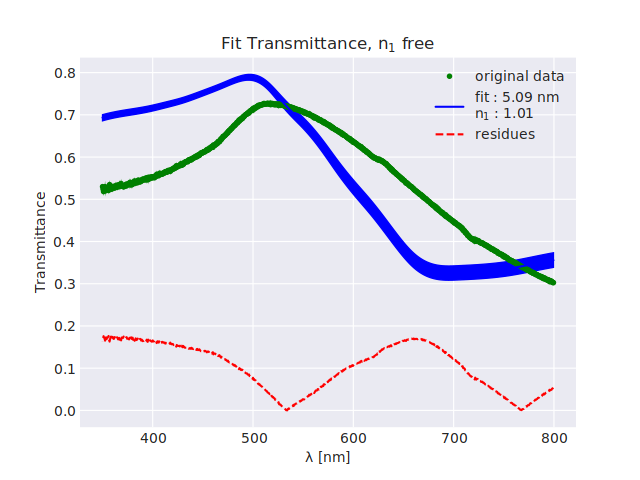 Fit Transmittance, n₁ free
Transmittance
0.8
0.7
0.6
0.5
0.4
0.3
0.2
0.1
0.0
original data
fit : 5.09 nm
n₁ : 1.01
residues
400
500
600
700
800
λ [nm]